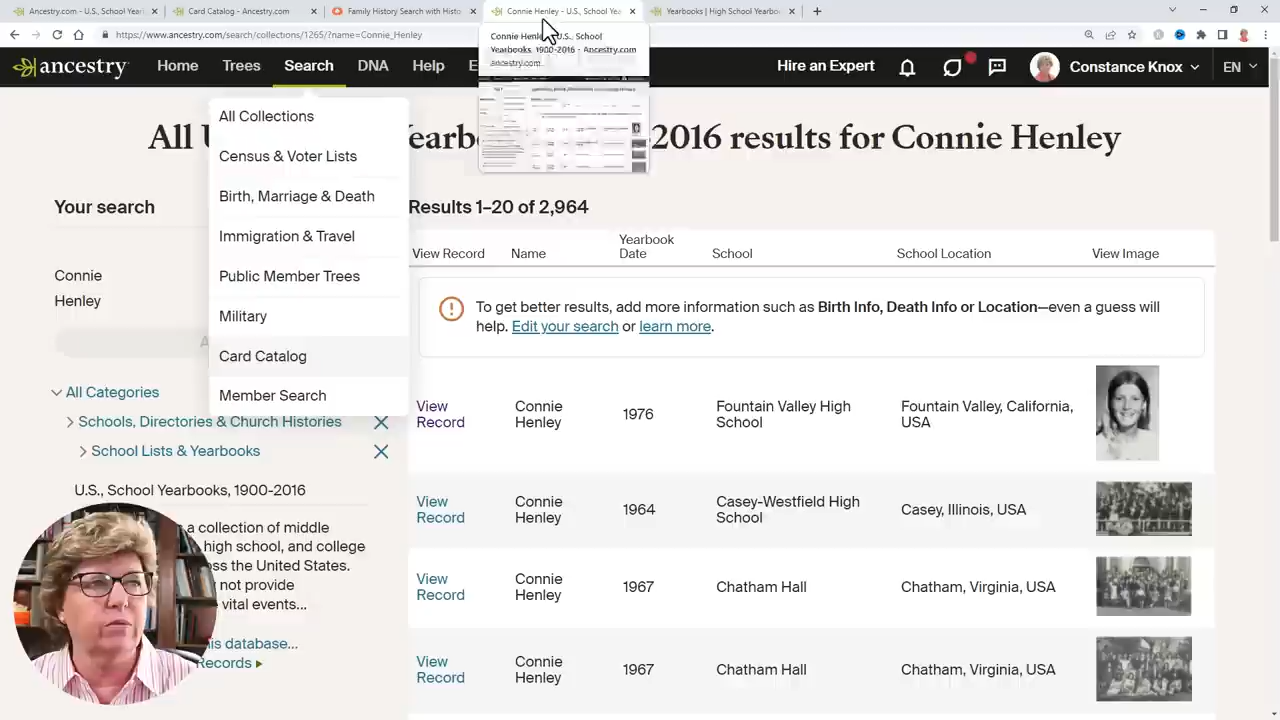 Ancestry.com - U.S., School Year
Card Catalog - Ancestry.com
Family History Search with Histo
Connie Henley - U.S., School Yea
Yearbooks | High School Yearbo
https://www.ancestry.com/search/collections/1265/?name=Connie_Henley
ancestry
Home
Trees
Search
DNA
Help
E
Hire an Expert
Constance Knox
EN
Yearbooks, 1900-2016 - Ancestry.com
ancestry.com
All Collections
Census & Voter Lists
Birth, Marriage & Death
Immigration & Travel
Public Member Trees
Military
Card Catalog
Member Search
All U
earb
2016 results for Connie Henley
Your search
Connie
Henley
All Categories
Schools, Directories & Church Histories
School Lists & Yearbooks
U.S., School Yearbooks, 1900-2016
a collection of middle
high school, and college
oss the United States.
not provide
vital events...
his database...
Records
Results 1–20 of 2,964
View Record Name Yearbook Date School School Location View Image
To get better results, add more information such as Birth Info, Death Info or Location—even a guess will
help. Edit your search or learn more.
View Record Connie Henley 1976 Fountain Valley High School Fountain Valley, California, USA
View Record Connie Henley 1964 Casey-Westfield High School Casey, Illinois, USA
View Record Connie Henley 1967 Chatham Hall Chatham, Virginia, USA
View Record Connie Henley 1967 Chatham Hall Chatham, Virginia, USA